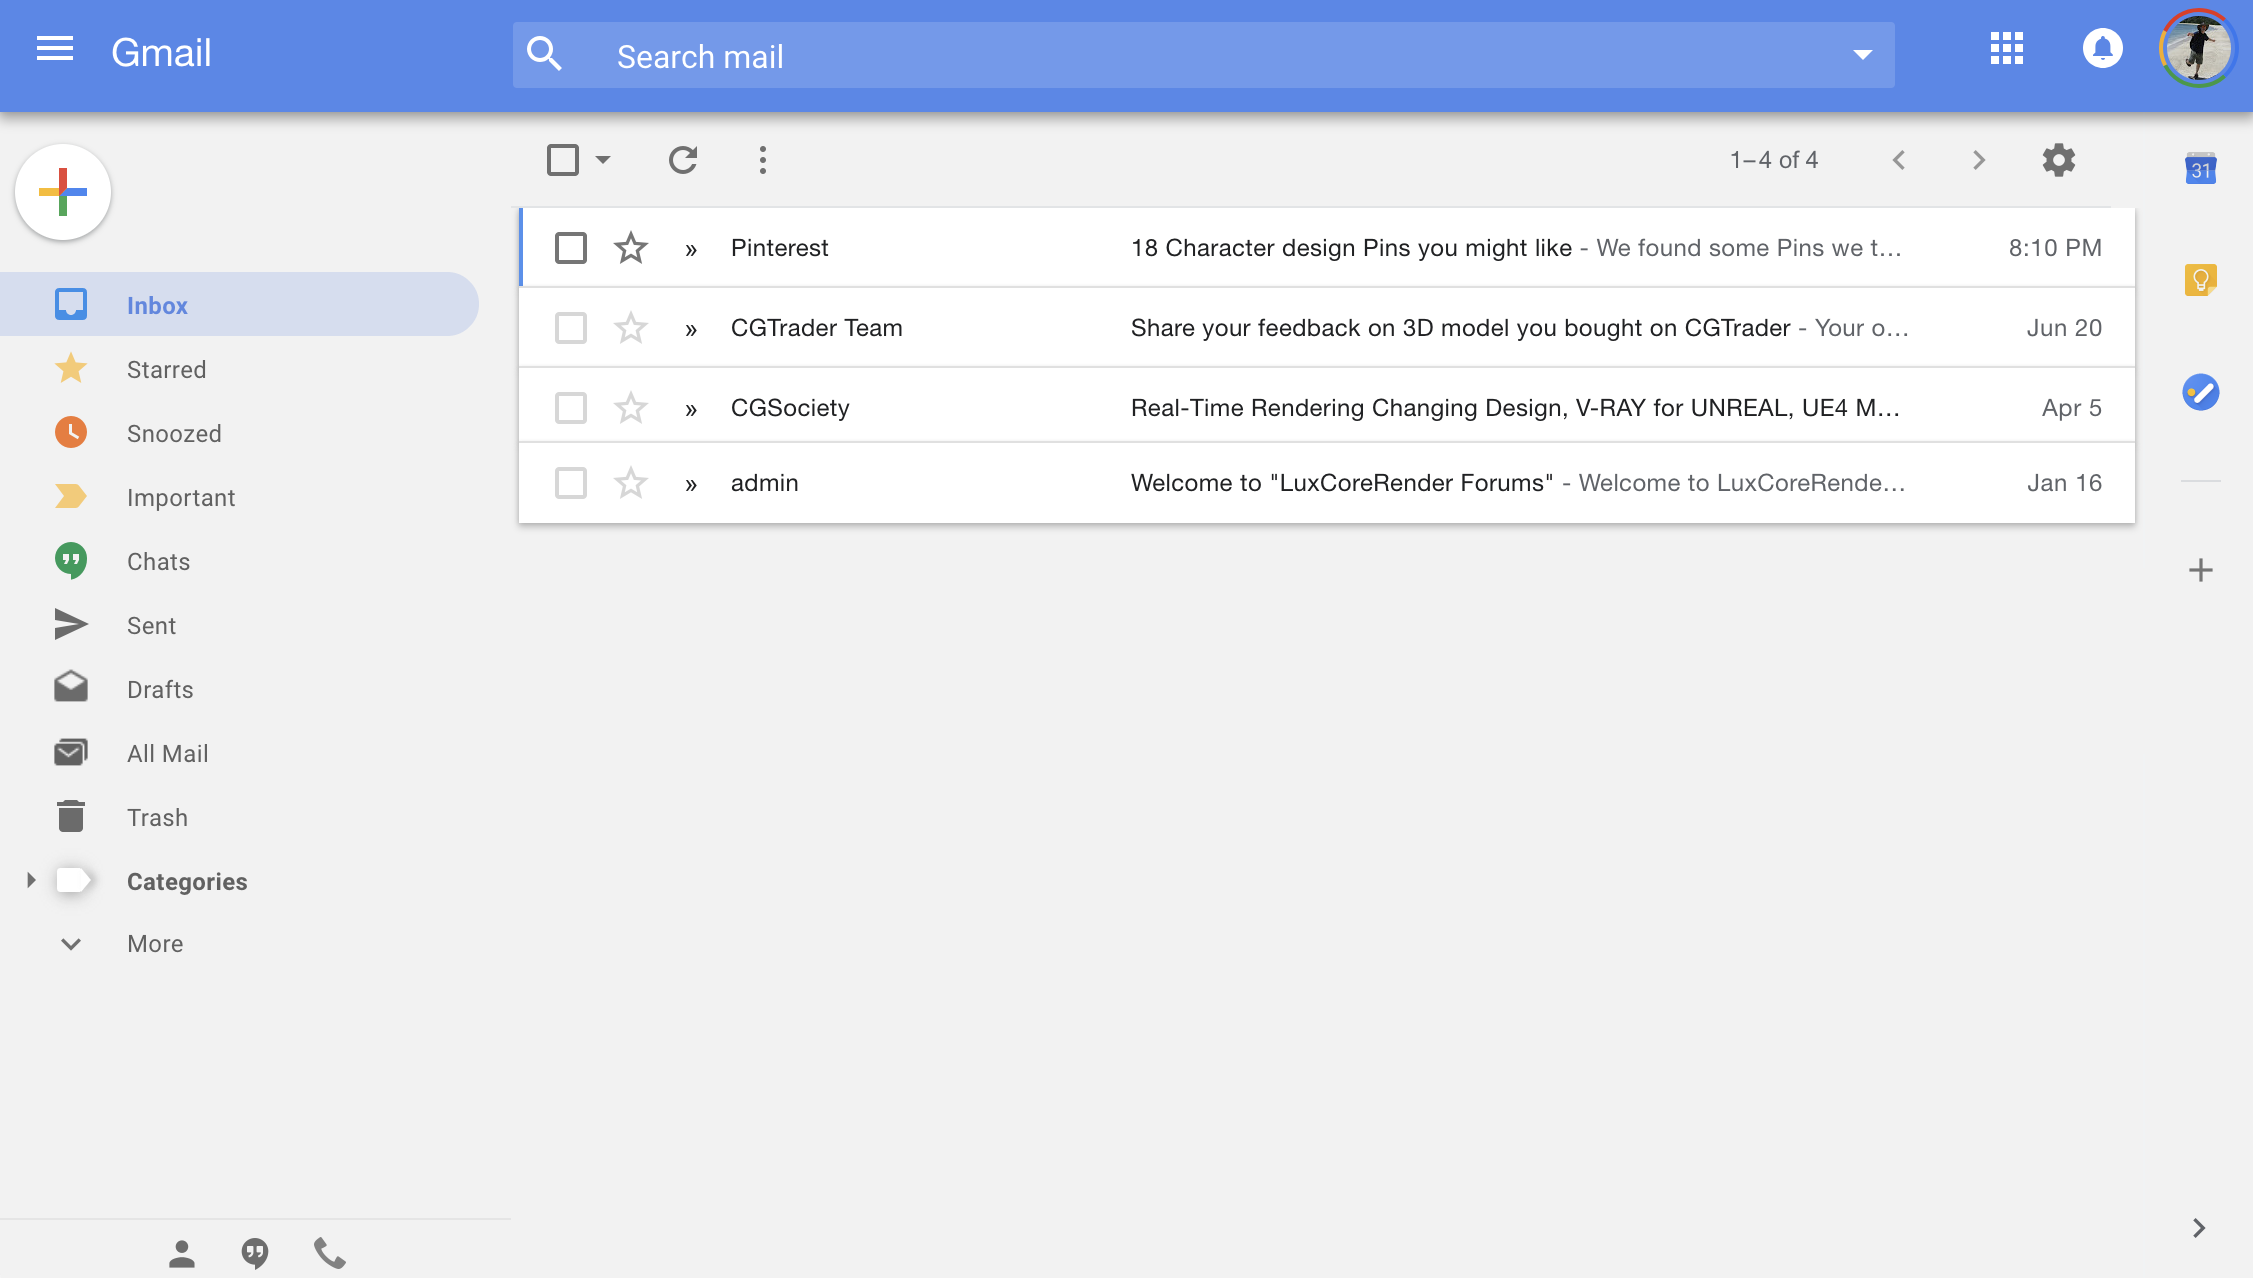 Gmail
Search mail
1–4 of 4
31
Inbox
Starred
Snoozed
Important
Chats
Sent
Drafts
All Mail
Trash
Categories
More
» Pinterest 18 Character design Pins you might like - We found some Pins we t... 8:10 PM
» CGTrader Team Share your feedback on 3D model you bought on CGTrader - Your o... Jun 20
» CGSociety Real-Time Rendering Changing Design, V-RAY for UNREAL, UE4 M... Apr 5
» admin Welcome to "LuxCoreRender Forums" - Welcome to LuxCoreRende... Jan 16